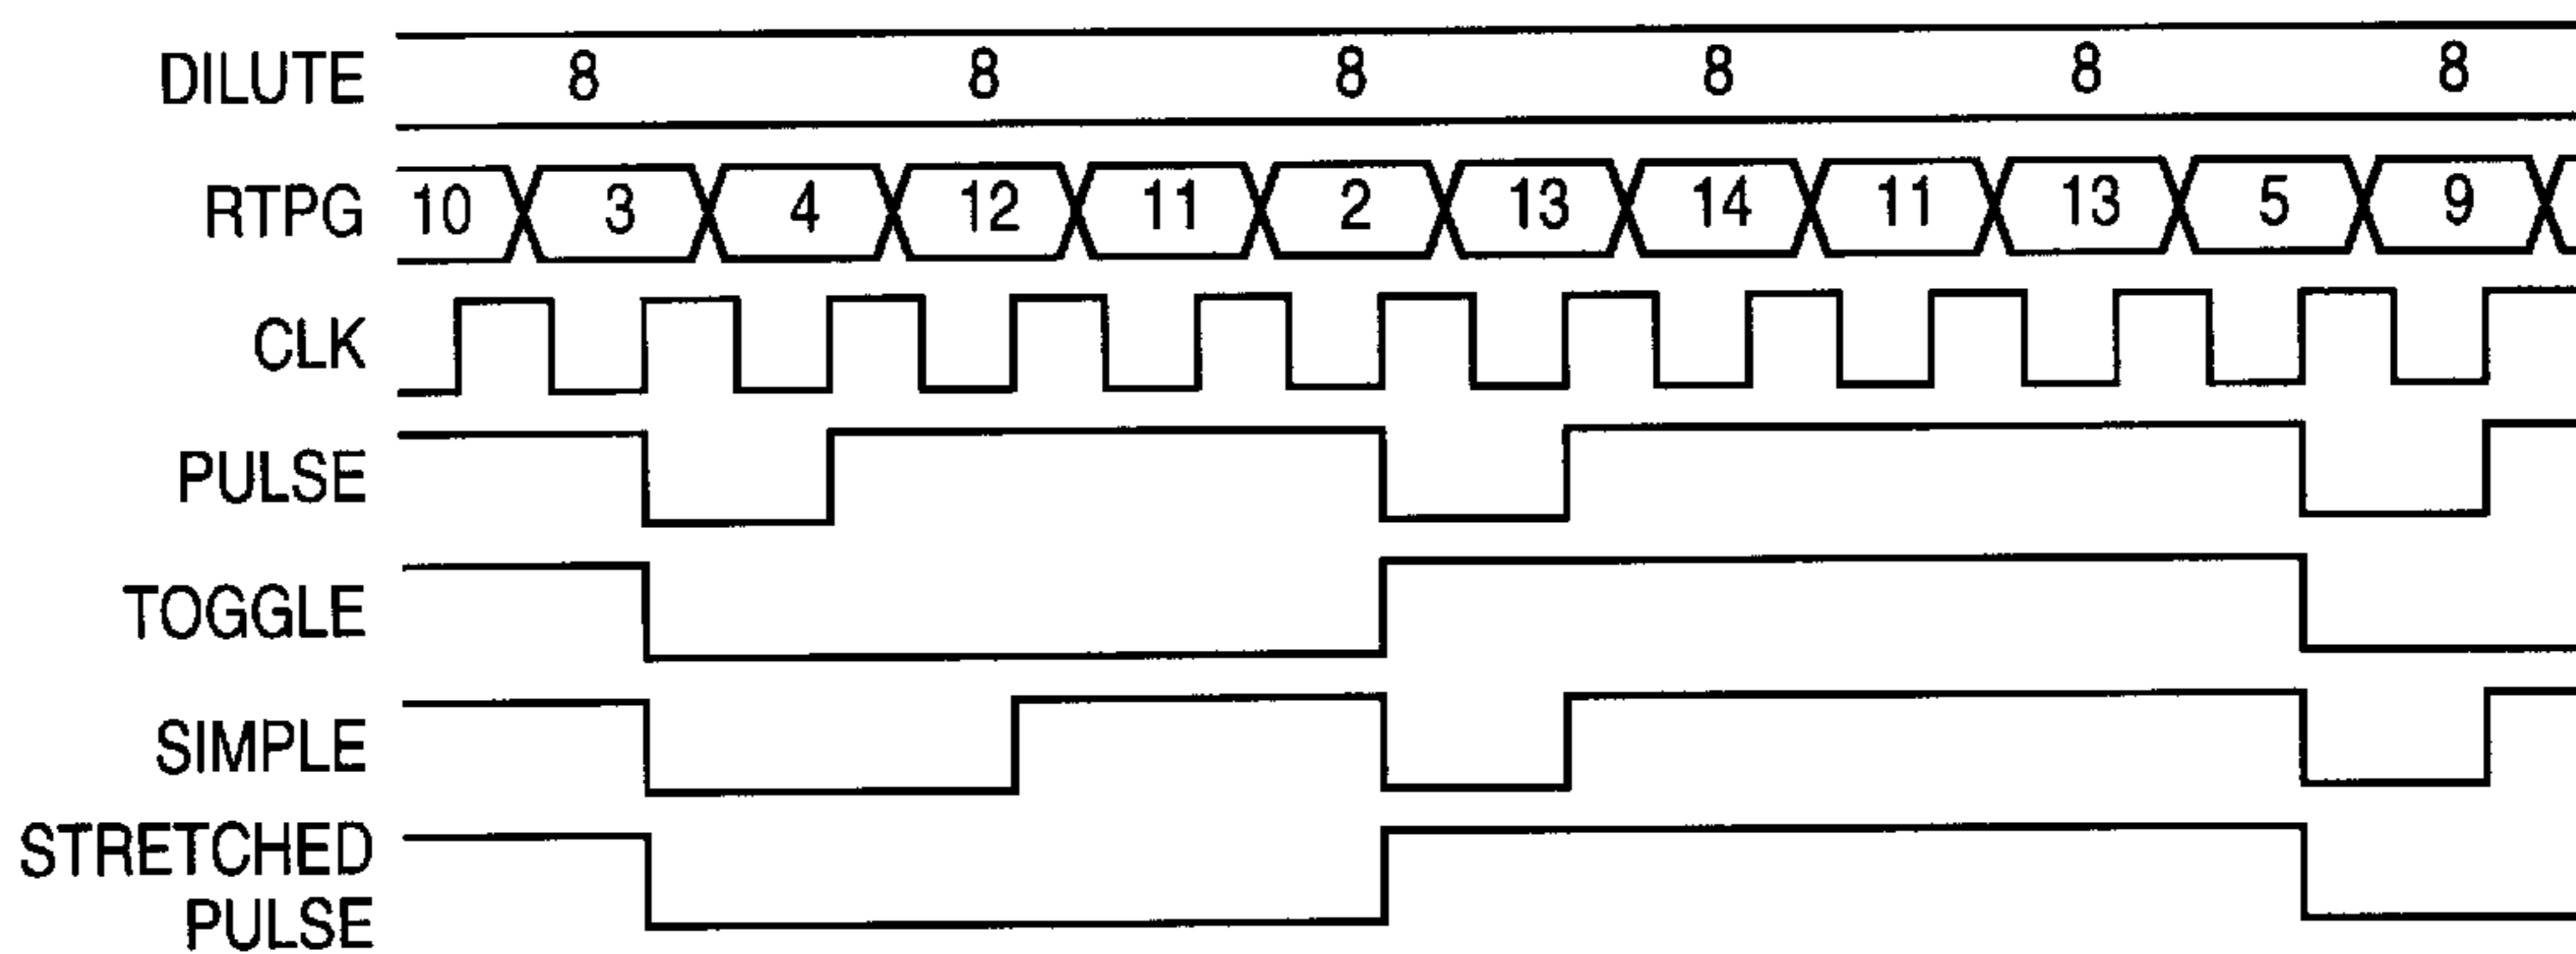 DILUTE 8 8 8 8 8 8
RTPG 10 3 4 12 11 2 13 14 11 13 5 9
CLK
PULSE
TOGGLE
SIMPLE
STRETCHED
PULSE